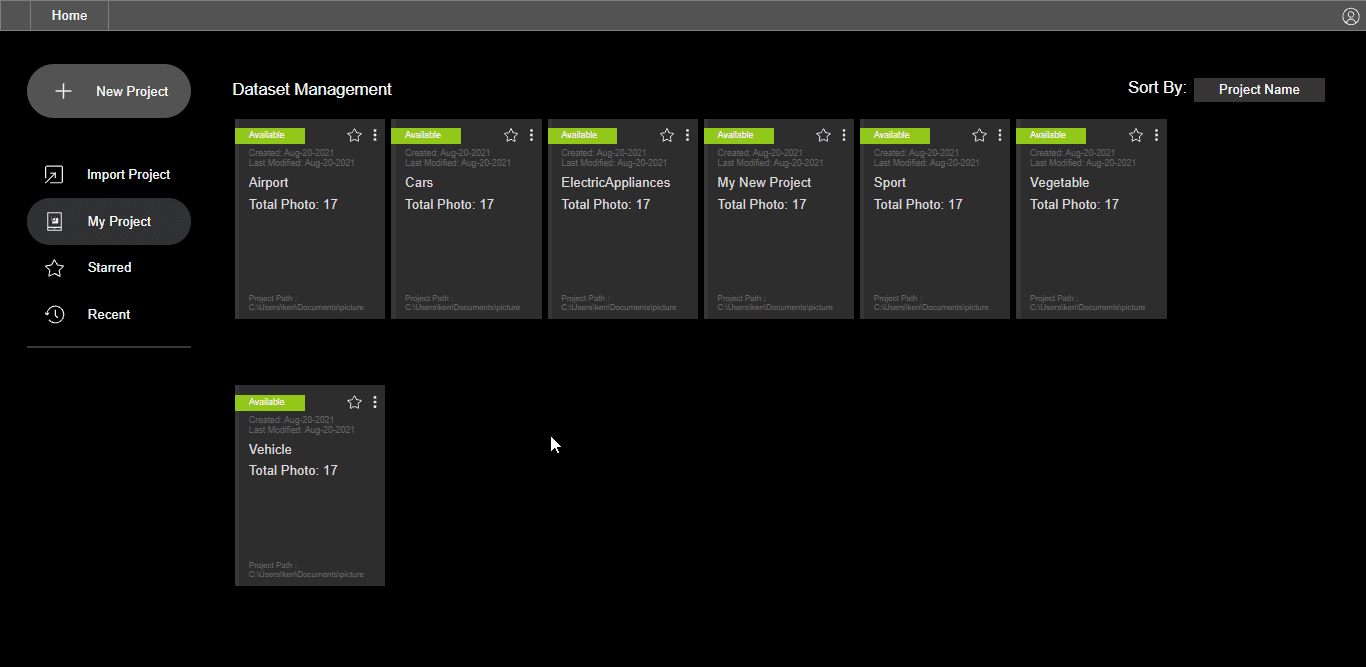 Home
New Project
Dataset Management
Sort By:
Project Name
Import Project
My Project
Starred
Recent
Available
Created: Aug-20-2021
Last Modified: Aug-20-2021
Airport
Total Photo: 17
Project Path :
C:\Users\ken\Documents\picture
Available
Created: Aug-20-2021
Last Modified: Aug-20-2021
Cars
Total Photo: 17
Project Path :
C:\Users\ken\Documents\picture
Available
Created: Aug-20-2021
Last Modified: Aug-20-2021
ElectricAppliances
Total Photo: 17
Project Path :
C:\Users\ken\Documents\picture
Available
Created: Aug-20-2021
Last Modified: Aug-20-2021
My New Project
Total Photo: 17
Project Path :
C:\Users\ken\Documents\picture
Available
Created: Aug-20-2021
Last Modified: Aug-20-2021
Sport
Total Photo: 17
Project Path :
C:\Users\ken\Documents\picture
Available
Created: Aug-20-2021
Last Modified: Aug-20-2021
Vegetable
Total Photo: 17
Project Path :
C:\Users\ken\Documents\picture
Available
Created: Aug-20-2021
Last Modified: Aug-20-2021
Vehicle
Total Photo: 17
Project Path :
C:\Users\ken\Documents\picture